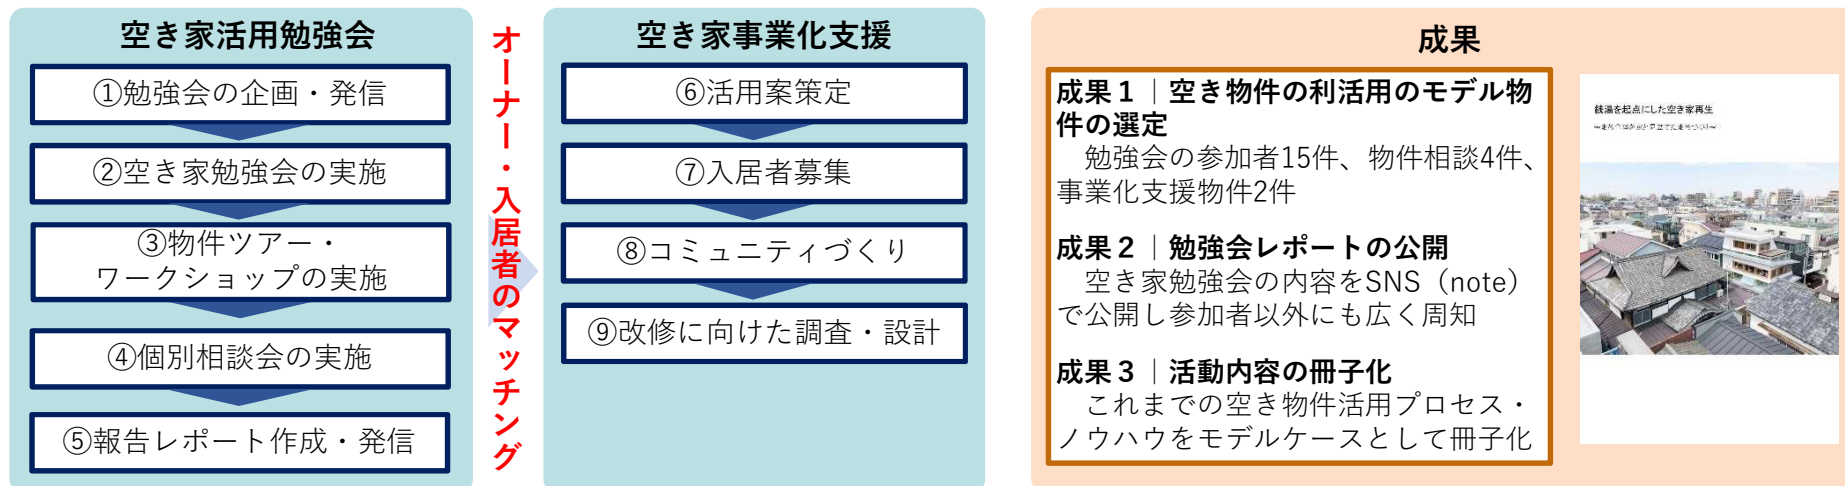 空き家活用勉強会
①勉強会の企画・発信
②空き家勉強会の実施
③物件ツアー・
ワークショップの実施
④個別相談会の実施
⑤報告レポート作成・発信
オーナー・入居者のマッチング
空き家事業化支援
⑥活用案策定
⑦入居者募集
⑧コミュニティづくり
⑨改修に向けた調査・設計
成果
成果１｜空き物件の利活用のモデル物
件の選定
勉強会の参加者15件、物件相談4件、
事業化支援物件2件
成果２｜勉強会レポートの公開
空き家勉強会の内容をSNS（note）
で公開し参加者以外にも広く周知
成果３｜活動内容の冊子化
これまでの空き物件活用プロセス・
ノウハウをモデルケースとして冊子化
銭湯を起点にした空き家再生